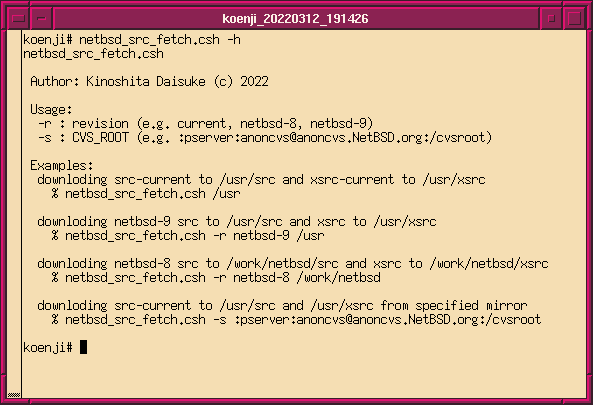 koenji_20220312_191426
koenji# netbsd_src_fetch.csh -h
netbsd_src_fetch.csh
Author: Kinoshita Daisuke (c) 2022
Usage:
-r : revision (e.g. current, netbsd-8, netbsd-9)
-s : CVS_ROOT (e.g. :pserver:anoncvs@anoncvs.NetBSD.org:/cvsroot)
Examples:
downloding src-current to /usr/src and xsrc-current to /usr/xsrc
% netbsd_src_fetch.csh /usr
downloding netbsd-9 src to /usr/src and xsrc to /usr/xsrc
% netbsd_src_fetch.csh -r netbsd-9 /usr
downloding netbsd-8 src to /work/netbsd/src and xsrc to /work/netbsd/xsrc
% netbsd_src_fetch.csh -r netbsd-8 /work/netbsd
downloding src-current to /usr/src and /usr/xsrc from specified mirror
% netbsd_src_fetch.csh -s :pserver:anoncvs@anoncvs.NetBSD.org:/cvsroot
koenji#